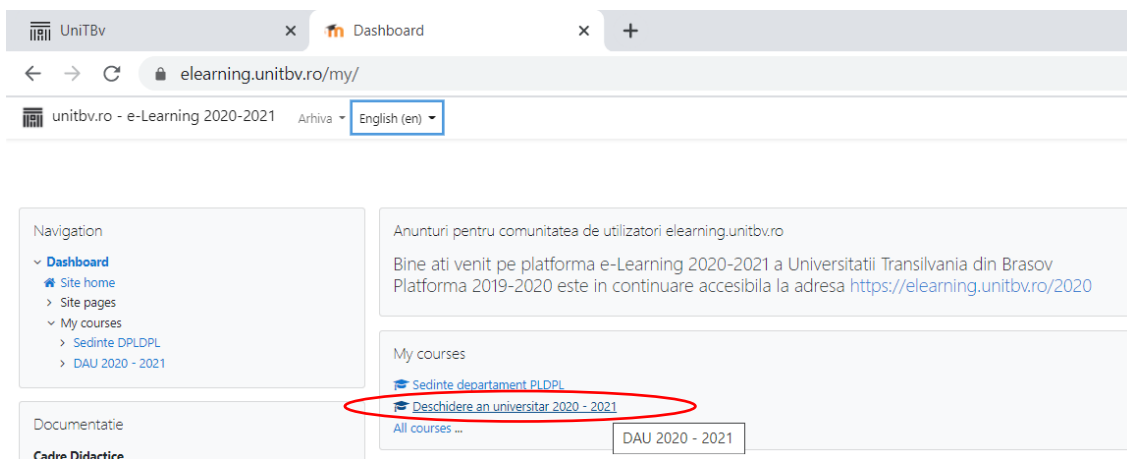 UniTBv
Dashboard
elearning.unitbv.ro/my/
unitbv.ro - e-Learning 2020-2021 Arhiva English (en)
Navigation
Dashboard
Site home
Site pages
My courses
Sedinte DPLDPL
DAU 2020 - 2021
Documentatie
Cadre Didactice
Anunturi pentru comunitatea de utilizatori elearning.unitbv.ro
Bine ati venit pe platforma e-Learning 2020-2021 a Universitatii Transilvania din Brasov
Platforma 2019-2020 este in continuare accesibila la adresa https://elearning.unitbv.ro/2020
My courses
Sedinte departament PLDPL
Deschidere an universitar 2020 - 2021
All courses ...
DAU 2020 - 2021